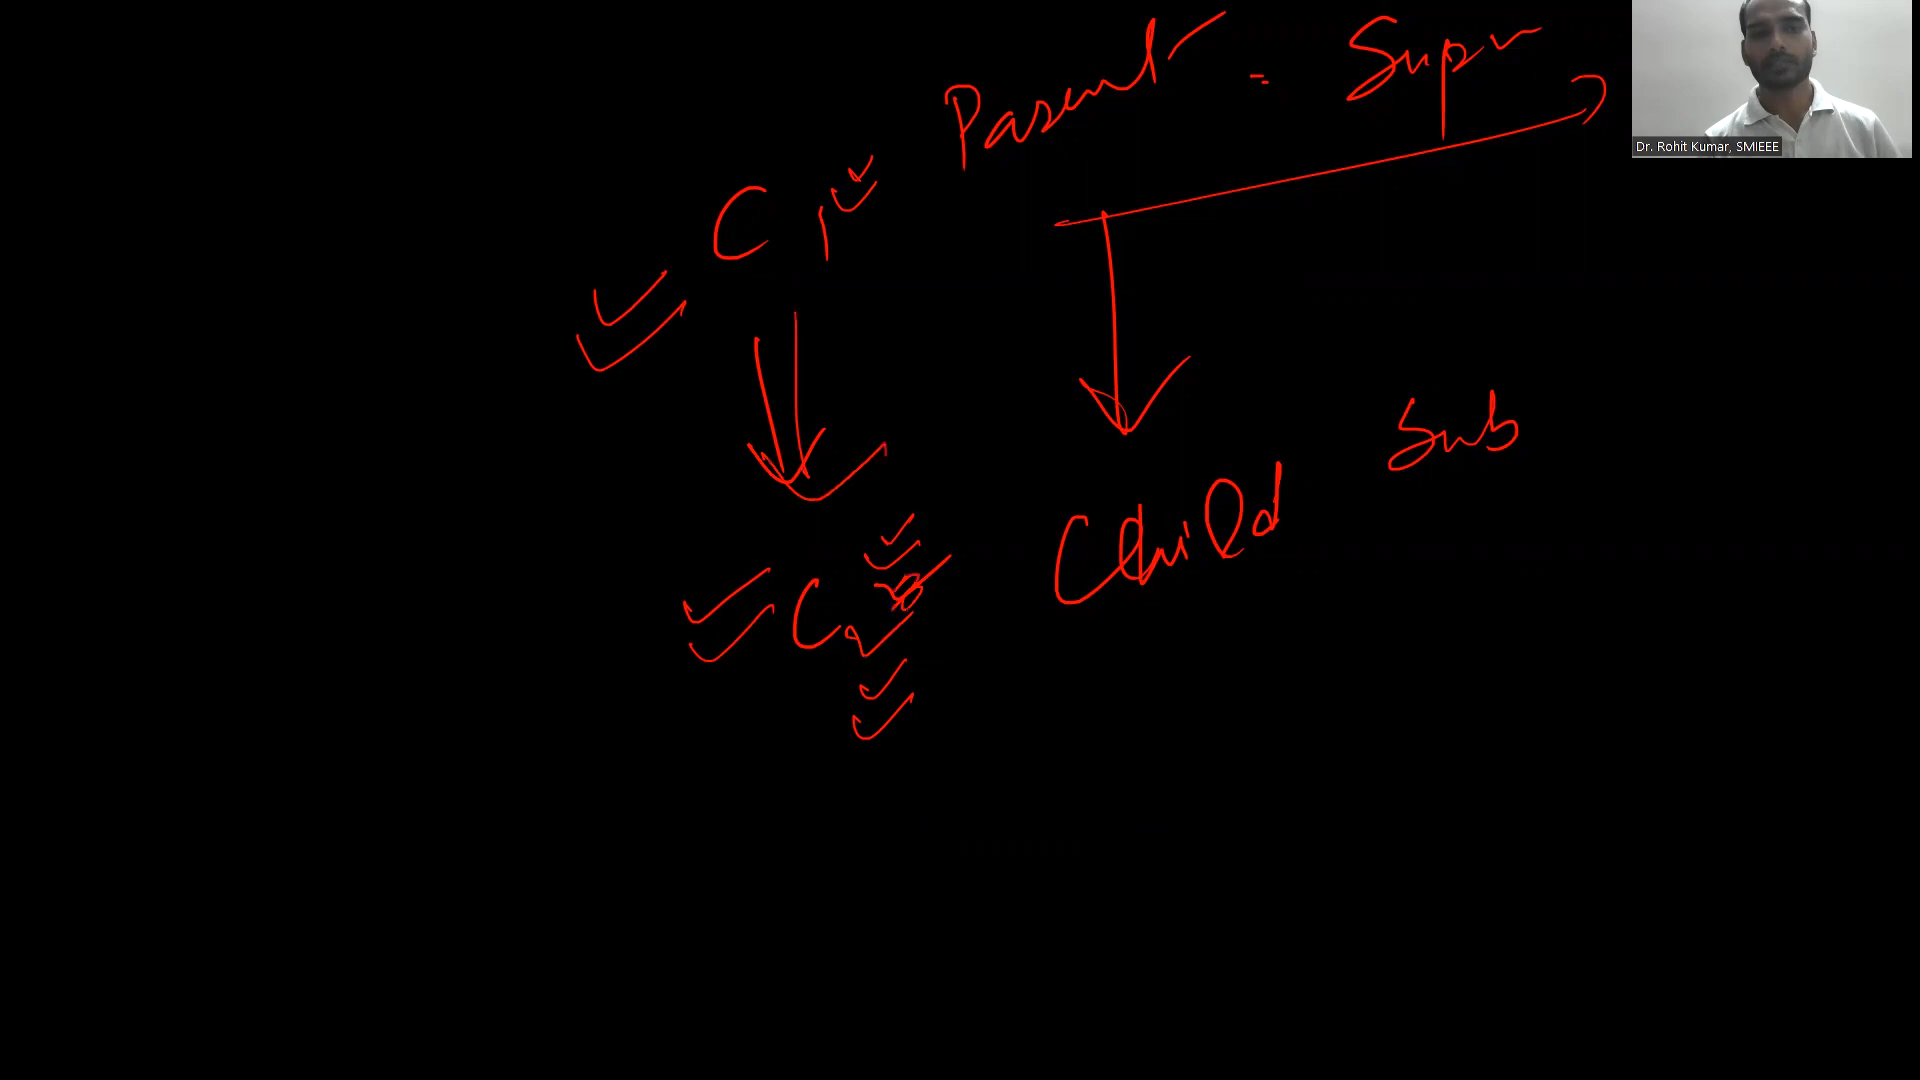 Parent = Super
Dr. Rohit Kumar, SMIEEE
C1
Sub
Child
C2